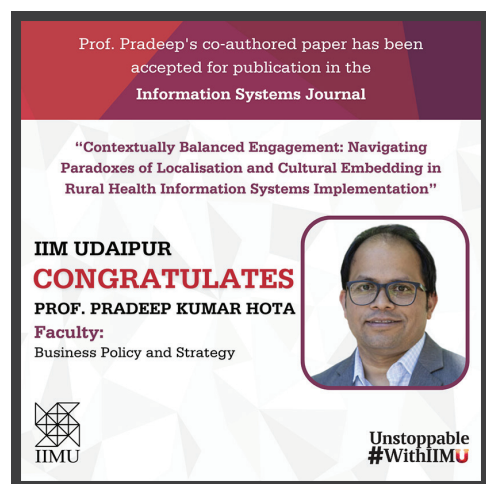 Prof. Pradeep's co-authored paper has been
accepted for publication in the
Information Systems Journal
“Contextually Balanced Engagement: Navigating
Paradoxes of Localisation and Cultural Embedding in
Rural Health Information Systems Implementation”
IIM UDAIPUR
CONGRATULATES
PROF. PRADEEP KUMAR HOTA
Faculty:
Business Policy and Strategy
IIMU
Unstoppable
#WithIIMU